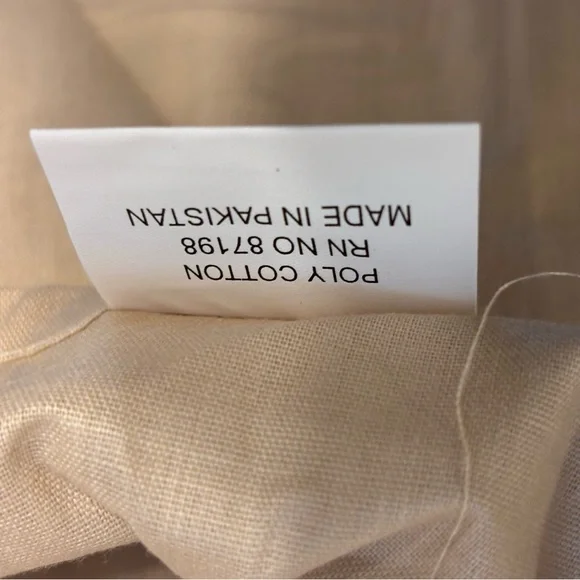 POLY COTTON
RN NO 87198
MADE IN PAKISTAN